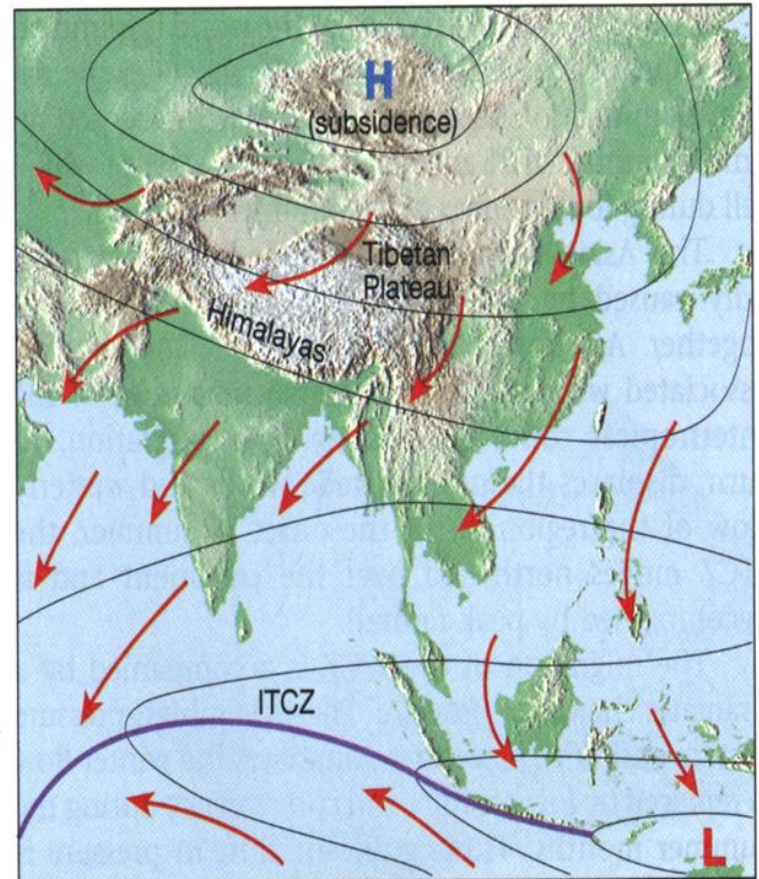 H
(subsidence)
Tibetan
Plateau
Himalayas
ITCZ
L